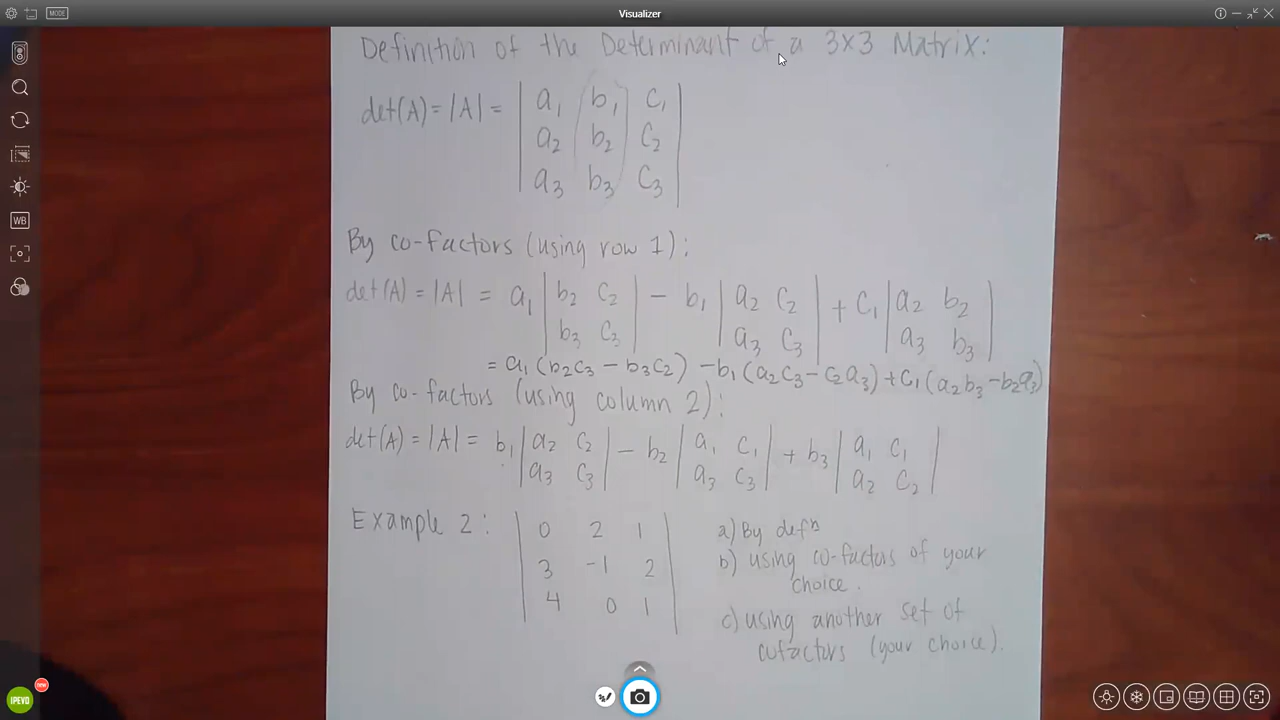 MODE
Visualizer
Definition of the Determinant of a 3x3 Matrix:
det(A) = |A| = | a₁ b₁ c₁ |
| a₂ b₂ c₂ |
| a₃ b₃ c₃ |
By co-factors (using row 1):
det(A) = |A| = a₁ | b₂ c₂ | - b₁ | a₂ c₂ | + c₁ | a₂ b₂ |
| b₃ c₃ | | a₃ c₃ | | a₃ b₃ |
= a₁ (b₂c₃ - b₃c₂) - b₁ (a₂c₃ - c₂a₃) + c₁ (a₂b₃ - b₂a₃)
By co-factors (using column 2):
det(A) = |A| = b₁ | a₂ c₂ | - b₂ | a₁ c₁ | + b₃ | a₁ c₁ |
| a₃ c₃ | | a₃ c₃ | | a₂ c₂ |
Example 2: | 0 2 1 |
| 3 -1 2 |
| 4 0 1 |
a) By defⁿ
b) using co-factors of your
choice.
c) using another set of
cofactors (your choice).
WB
IPEVO
new